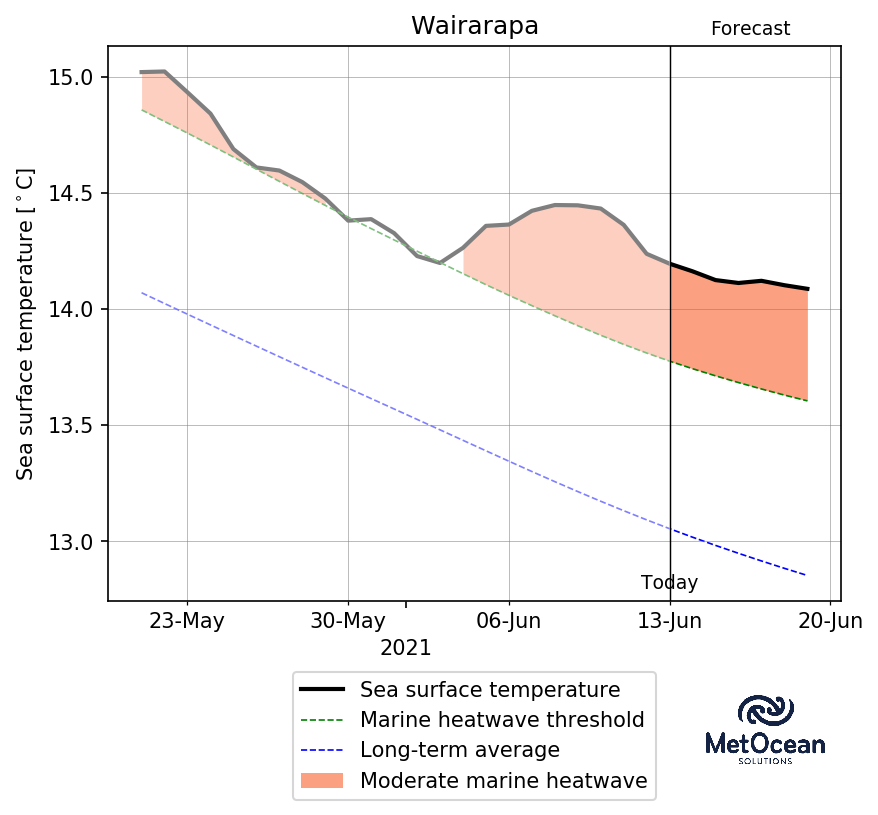 Wairarapa
Forecast
Sea surface temperature [°C]
15.0
14.5
14.0
13.5
13.0
Today
23-May
30-May
06-Jun
13-Jun
20-Jun
2021
Sea surface temperature
Marine heatwave threshold
Long-term average
Moderate marine heatwave
MetOcean
SOLUTIONS